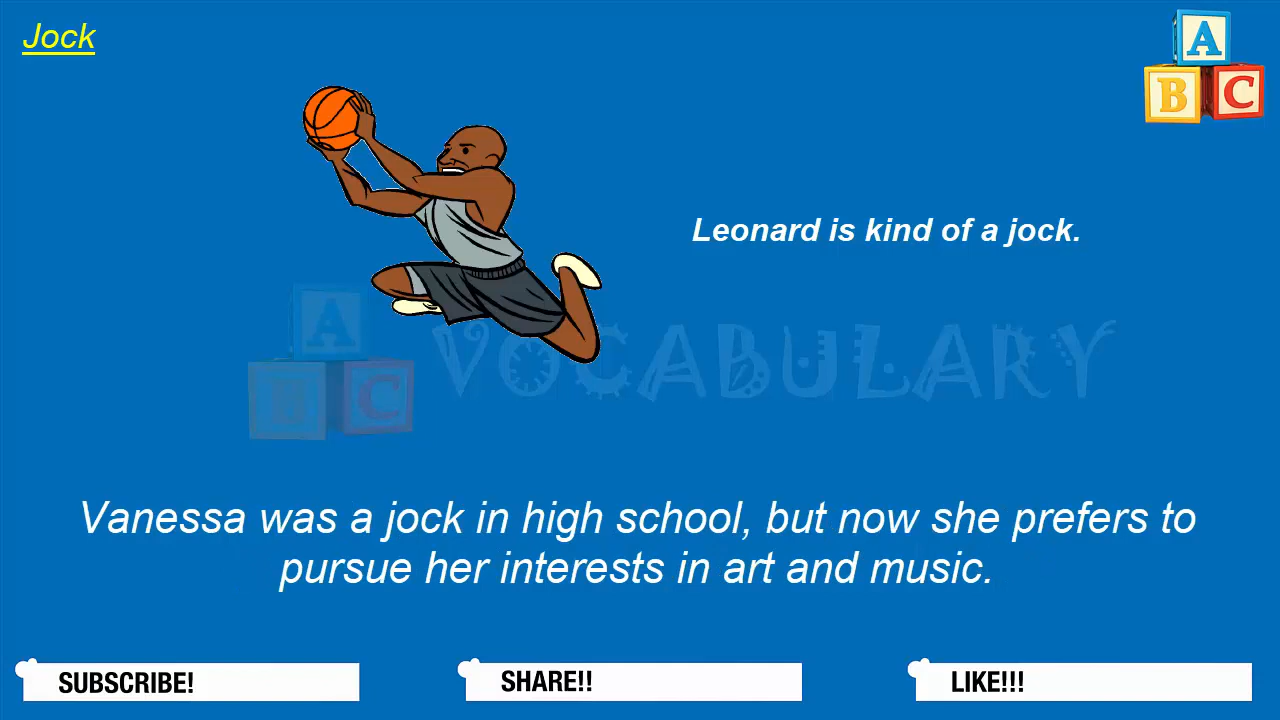 Jock
A
B C
Leonard is kind of a jock.
A
B C
VOCABULARY
Vanessa was a jock in high school, but now she prefers to
pursue her interests in art and music.
SUBSCRIBE!
SHARE!!
LIKE!!!